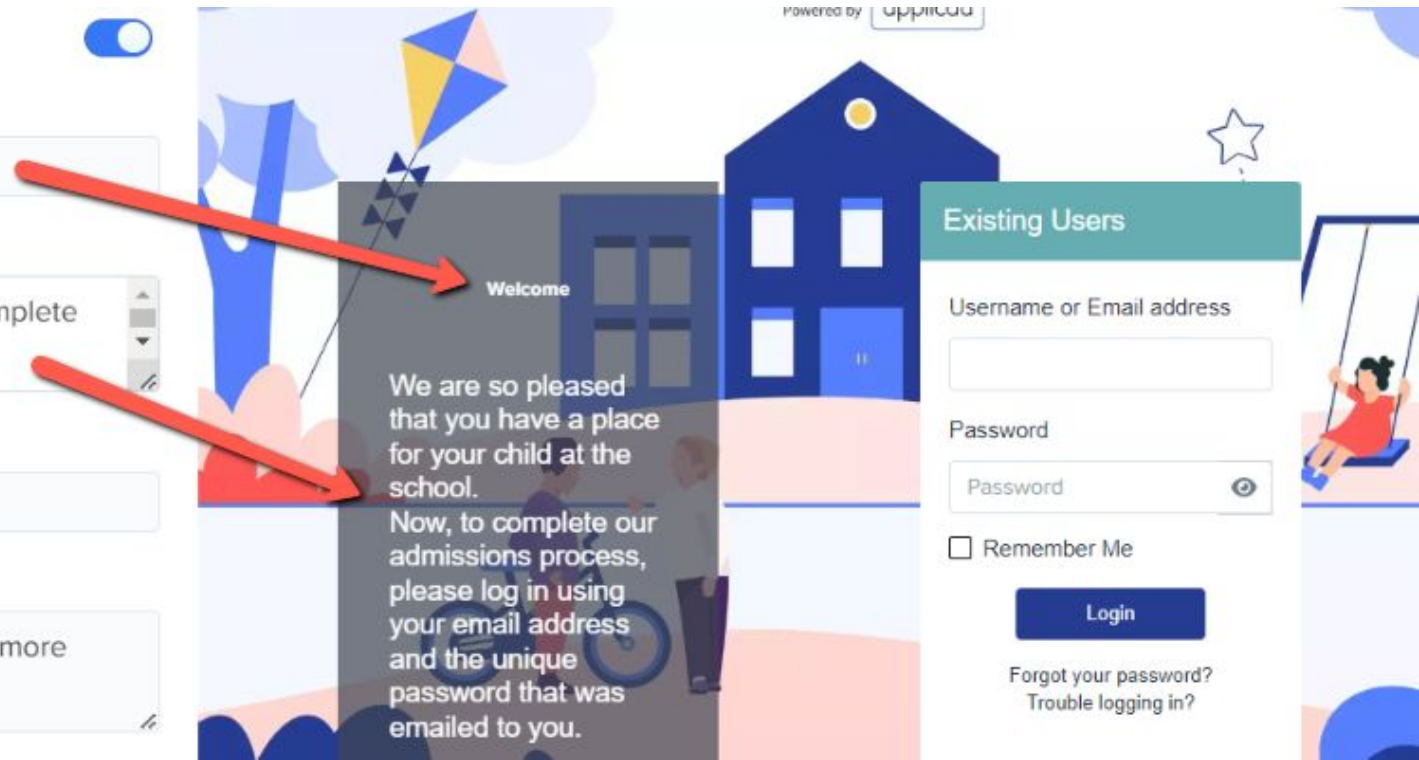 Powered by applicaa
Existing Users
Welcome
Username or Email address
mplete
We are so pleased
that you have a place
for your child at the
school.
Now, to complete our
admissions process,
please log in using
your email address
and the unique
password that was
emailed to you.
Password
Password
Remember Me
Login
more
Forgot your password?
Trouble logging in?